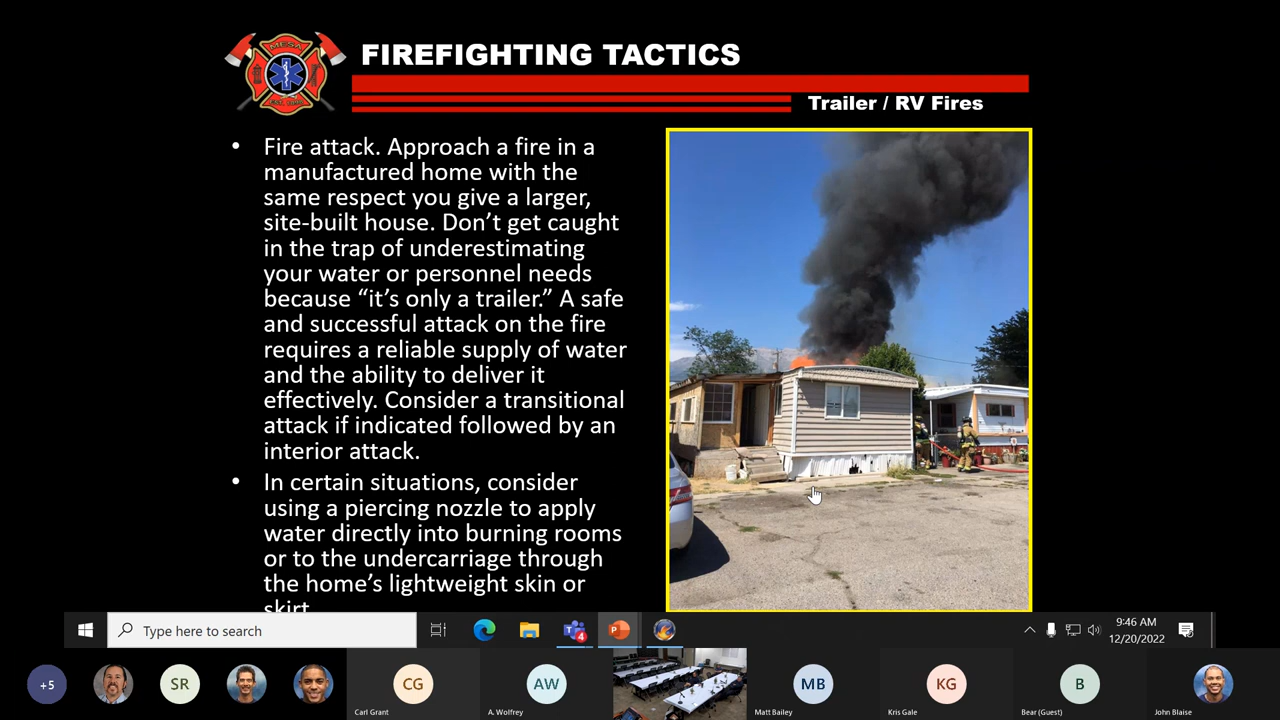 MESA
EST. 1898
FIREFIGHTING TACTICS
Trailer / RV Fires
• Fire attack. Approach a fire in a
manufactured home with the
same respect you give a larger,
site-built house. Don’t get caught
in the trap of underestimating
your water or personnel needs
because “it’s only a trailer.” A safe
and successful attack on the fire
requires a reliable supply of water
and the ability to deliver it
effectively. Consider a transitional
attack if indicated followed by an
interior attack.
• In certain situations, consider
using a piercing nozzle to apply
water directly into burning rooms
or to the undercarriage through
the home’s lightweight skin or
skirt.
Type here to search
4
9:46 AM
12/20/2022
+5
SR
CG
AW
MB
KG
B
Carl Grant
A. Wolfrey
Matt Bailey
Kris Gale
Bear (Guest)
John Blaise